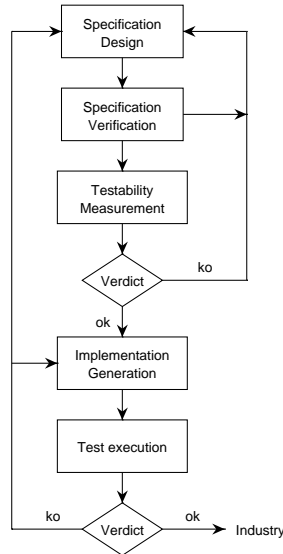 Specification
Design
Specification
Verification
Testability
Measurement
Verdict
ko
ok
Implementation
Generation
Test execution
ko
Verdict
ok
Industry